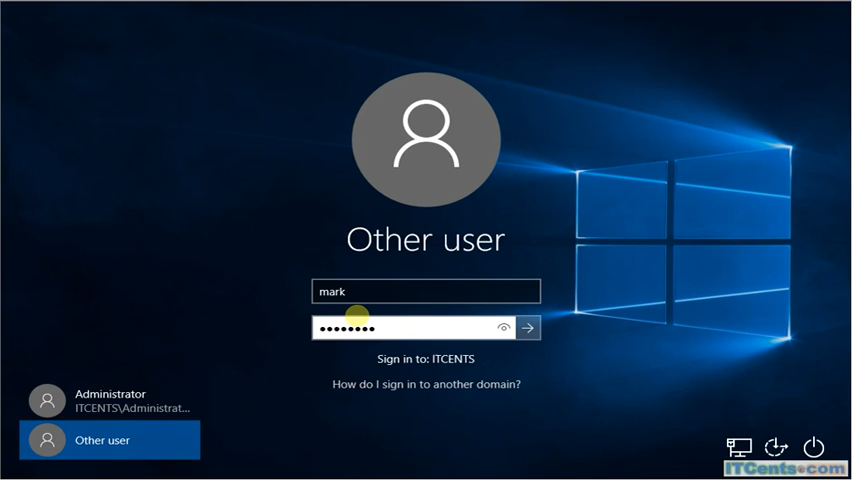 Other user
mark
••••••••
Sign in to: ITCENTS
How do I sign in to another domain?
Administrator
ITCENTS\Administrat...
Other user
ITCents.com